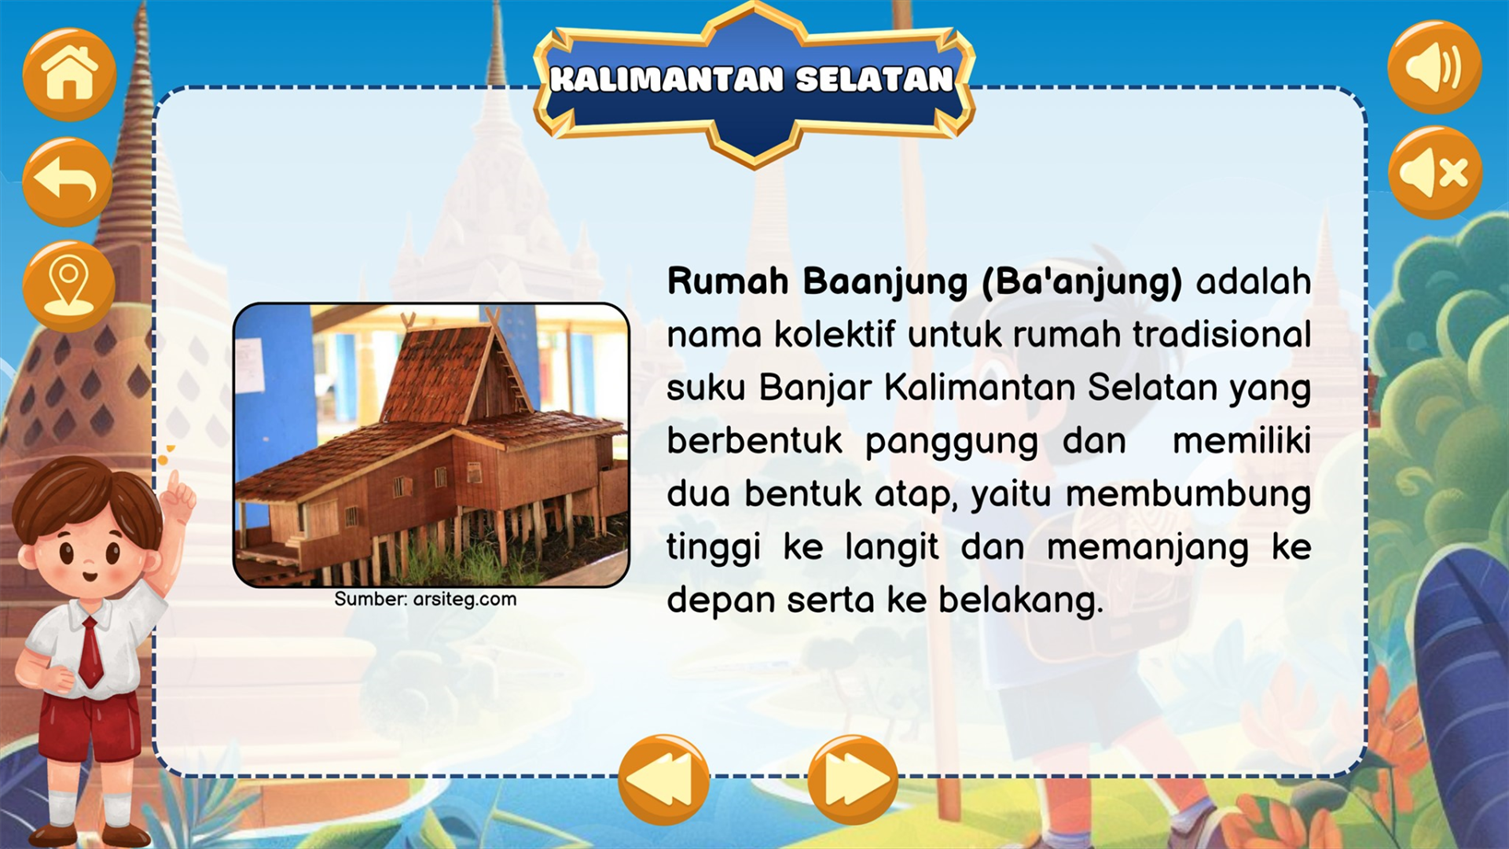 KALIMANTAN SELATAN
Rumah Baanjung (Ba'anjung) adalah
nama kolektif untuk rumah tradisional
suku Banjar Kalimantan Selatan yang
berbentuk panggung dan memiliki
dua bentuk atap, yaitu membumbung
tinggi ke langit dan memanjang ke
depan serta ke belakang.
Sumber: arsiteg.com